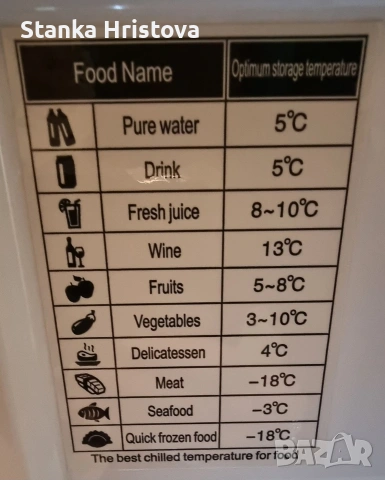 Stanka Hristova
Food Name Optimum storage temperature
Pure water 5°C
Drink 5°C
Fresh juice 8~10°C
Wine 13°C
Fruits 5~8°C
Vegetables 3~10°C
Delicatessen 4°C
Meat -18°C
Seafood -3°C
Quick frozen food -18°C
The best chilled temperature for food
BAZAR